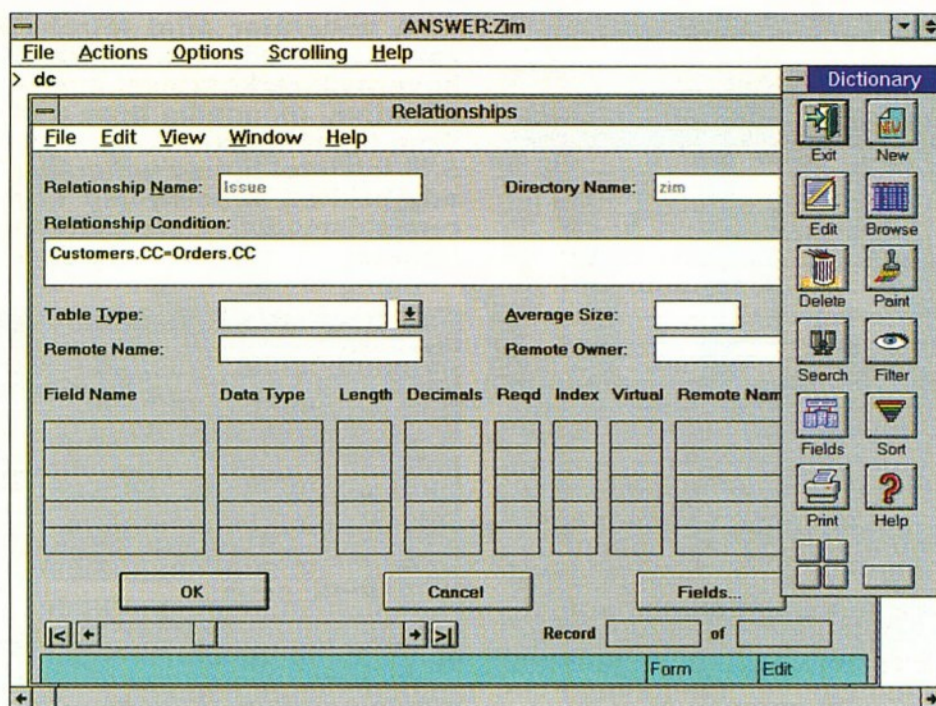 ANSWER:Zim
File Actions Options Scrolling Help
> dc
Dictionary
Relationships
File Edit View Window Help
Exit New
Relationship Name: Issue Directory Name: zim
Edit Browse
Relationship Condition:
Customers.CC=Orders.CC
Delete Paint
Table Type: Average Size:
Remote Name: Remote Owner:
Search Filter
Field Name Data Type Length Decimals Reqd Index Virtual Remote Nam
Fields Sort
Print Help
OK Cancel Fields...
Record of
Form Edit